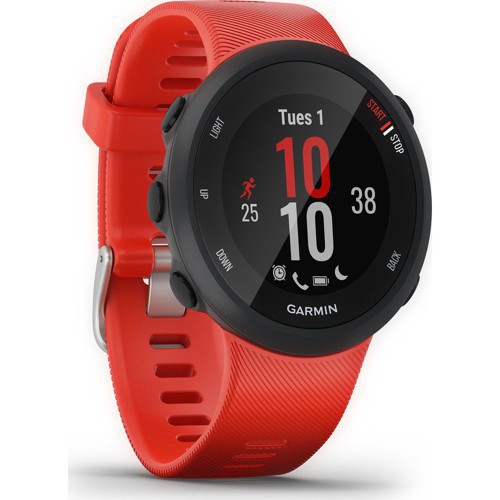 LIGHT
UP
DOWN
START
STOP
BACK
Tues 1
10
10
25
38
GARMIN